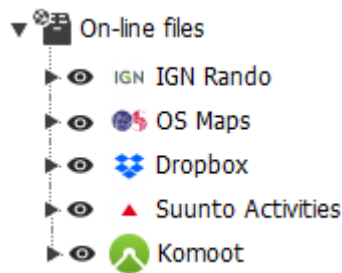 On-line files
IGN IGN Rando
OS Maps
Dropbox
Suunto Activities
Komoot